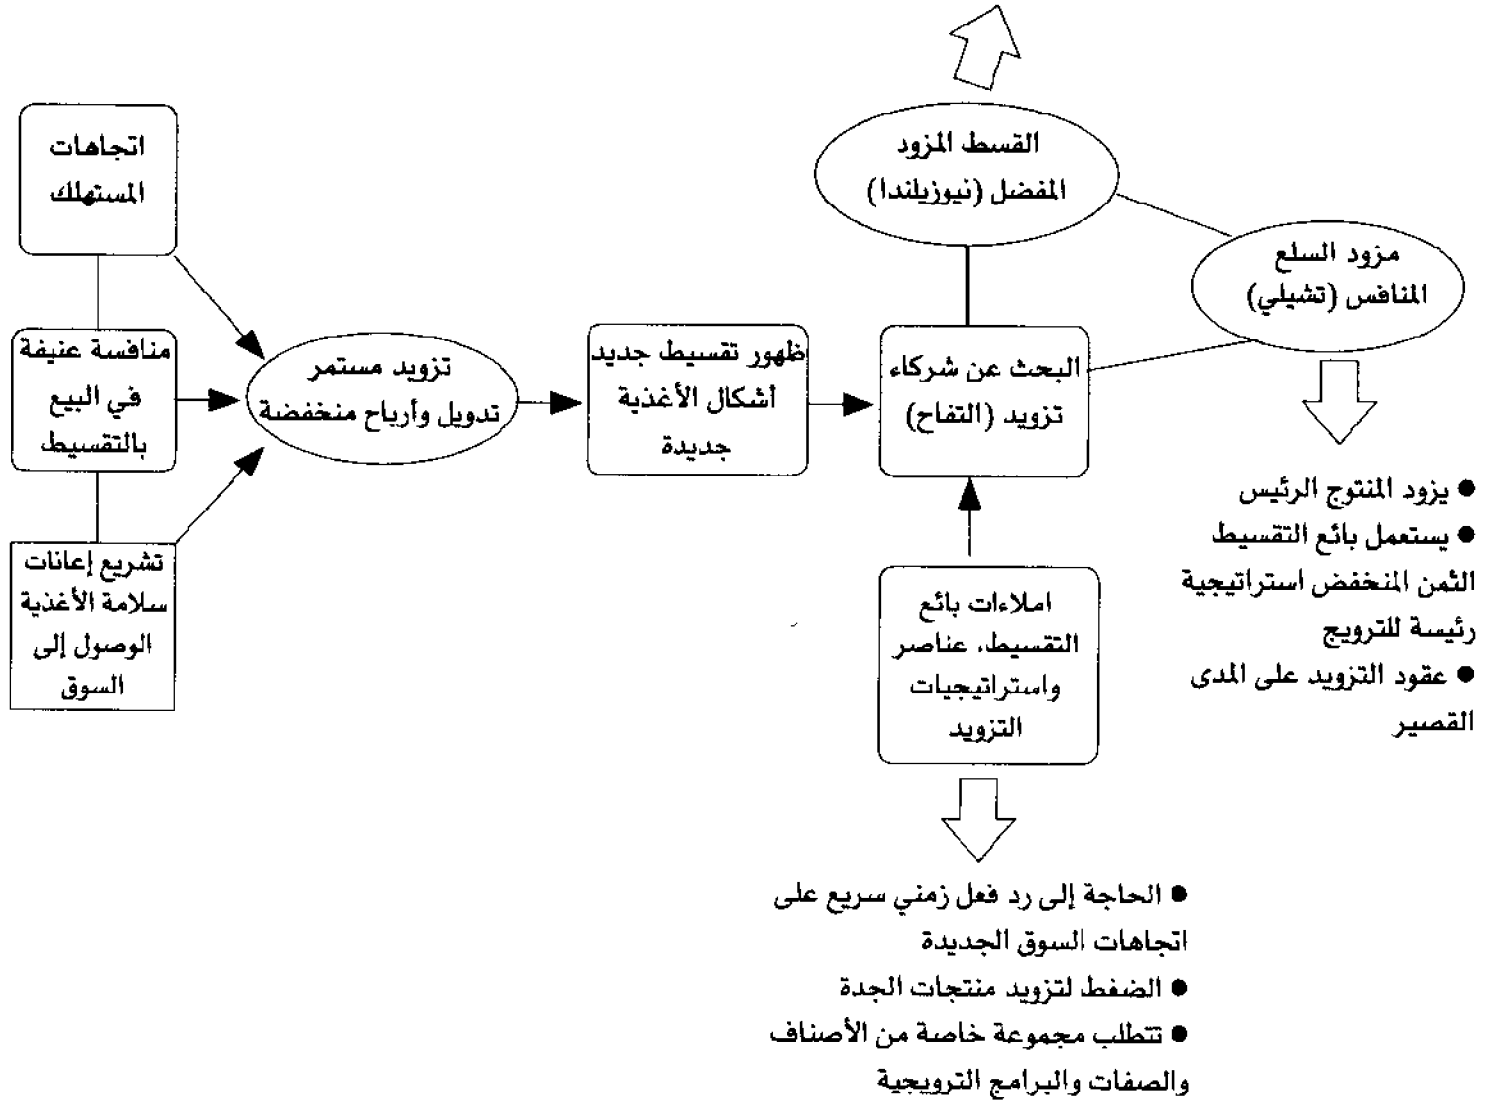 اتجاهات
المستهلك
منافسة عنيفة
في البيع
بالتقسيط
تشريع إعانات
سلامة الأغذية
الوصول إلى
السوق
تزويد مستمر
تدويل وأرباح منخفضة
ظهور تقسيط جديد
أشكال الأغذية
جديدة
البحث عن شركاء
تزويد (التفاح)
القسط المزود
المفضل (نيوزيلندا)
مزود السلع
المنافس (تشيلي)
● يزود المنتوج الرئيس
● يستعمل بائع التقسيط
الثمن المنخفض استراتيجية
رئيسة للترويج
● عقود التزويد على المدى
القصير
املاءات بائع
التقسيط، عناصر
واستراتيجيات
التزويد
● الحاجة إلى رد فعل زمني سريع على
اتجاهات السوق الجديدة
● الضغط لتزويد منتجات الجدة
● تتطلب مجموعة خاصة من الأصناف
والصفات والبرامج الترويجية